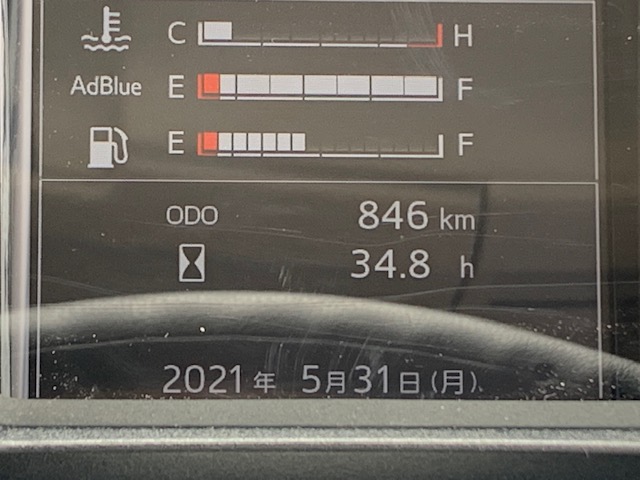 C H
AdBlue E F
E F
ODO 846 km
34.8 h
2021年 5月31日(月)